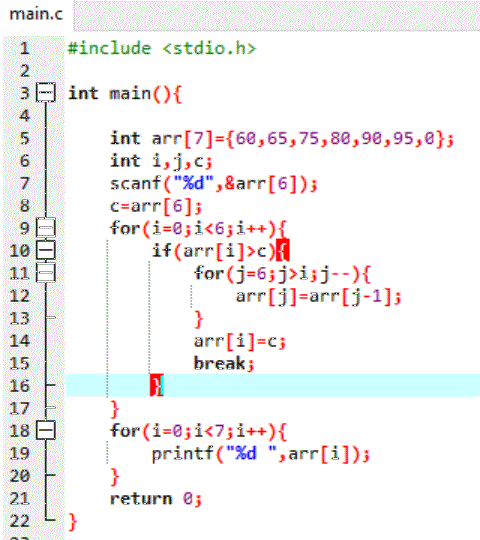 main.c
1 #include <stdio.h>
2
3 int main(){
4
5 int arr[7]={60,65,75,80,90,95,0};
6 int i,j,c;
7 scanf("%d",&arr[6]);
8 c=arr[6];
9 for(i=0;i<6;i++){
10 if(arr[i]>c){
11 for(j=6;j>i;j--){
12 arr[j]=arr[j-1];
13 }
14 arr[i]=c;
15 break;
16 }
17 }
18 for(i=0;i<7;i++){
19 printf("%d ",arr[i]);
20 }
21 return 0;
22 }